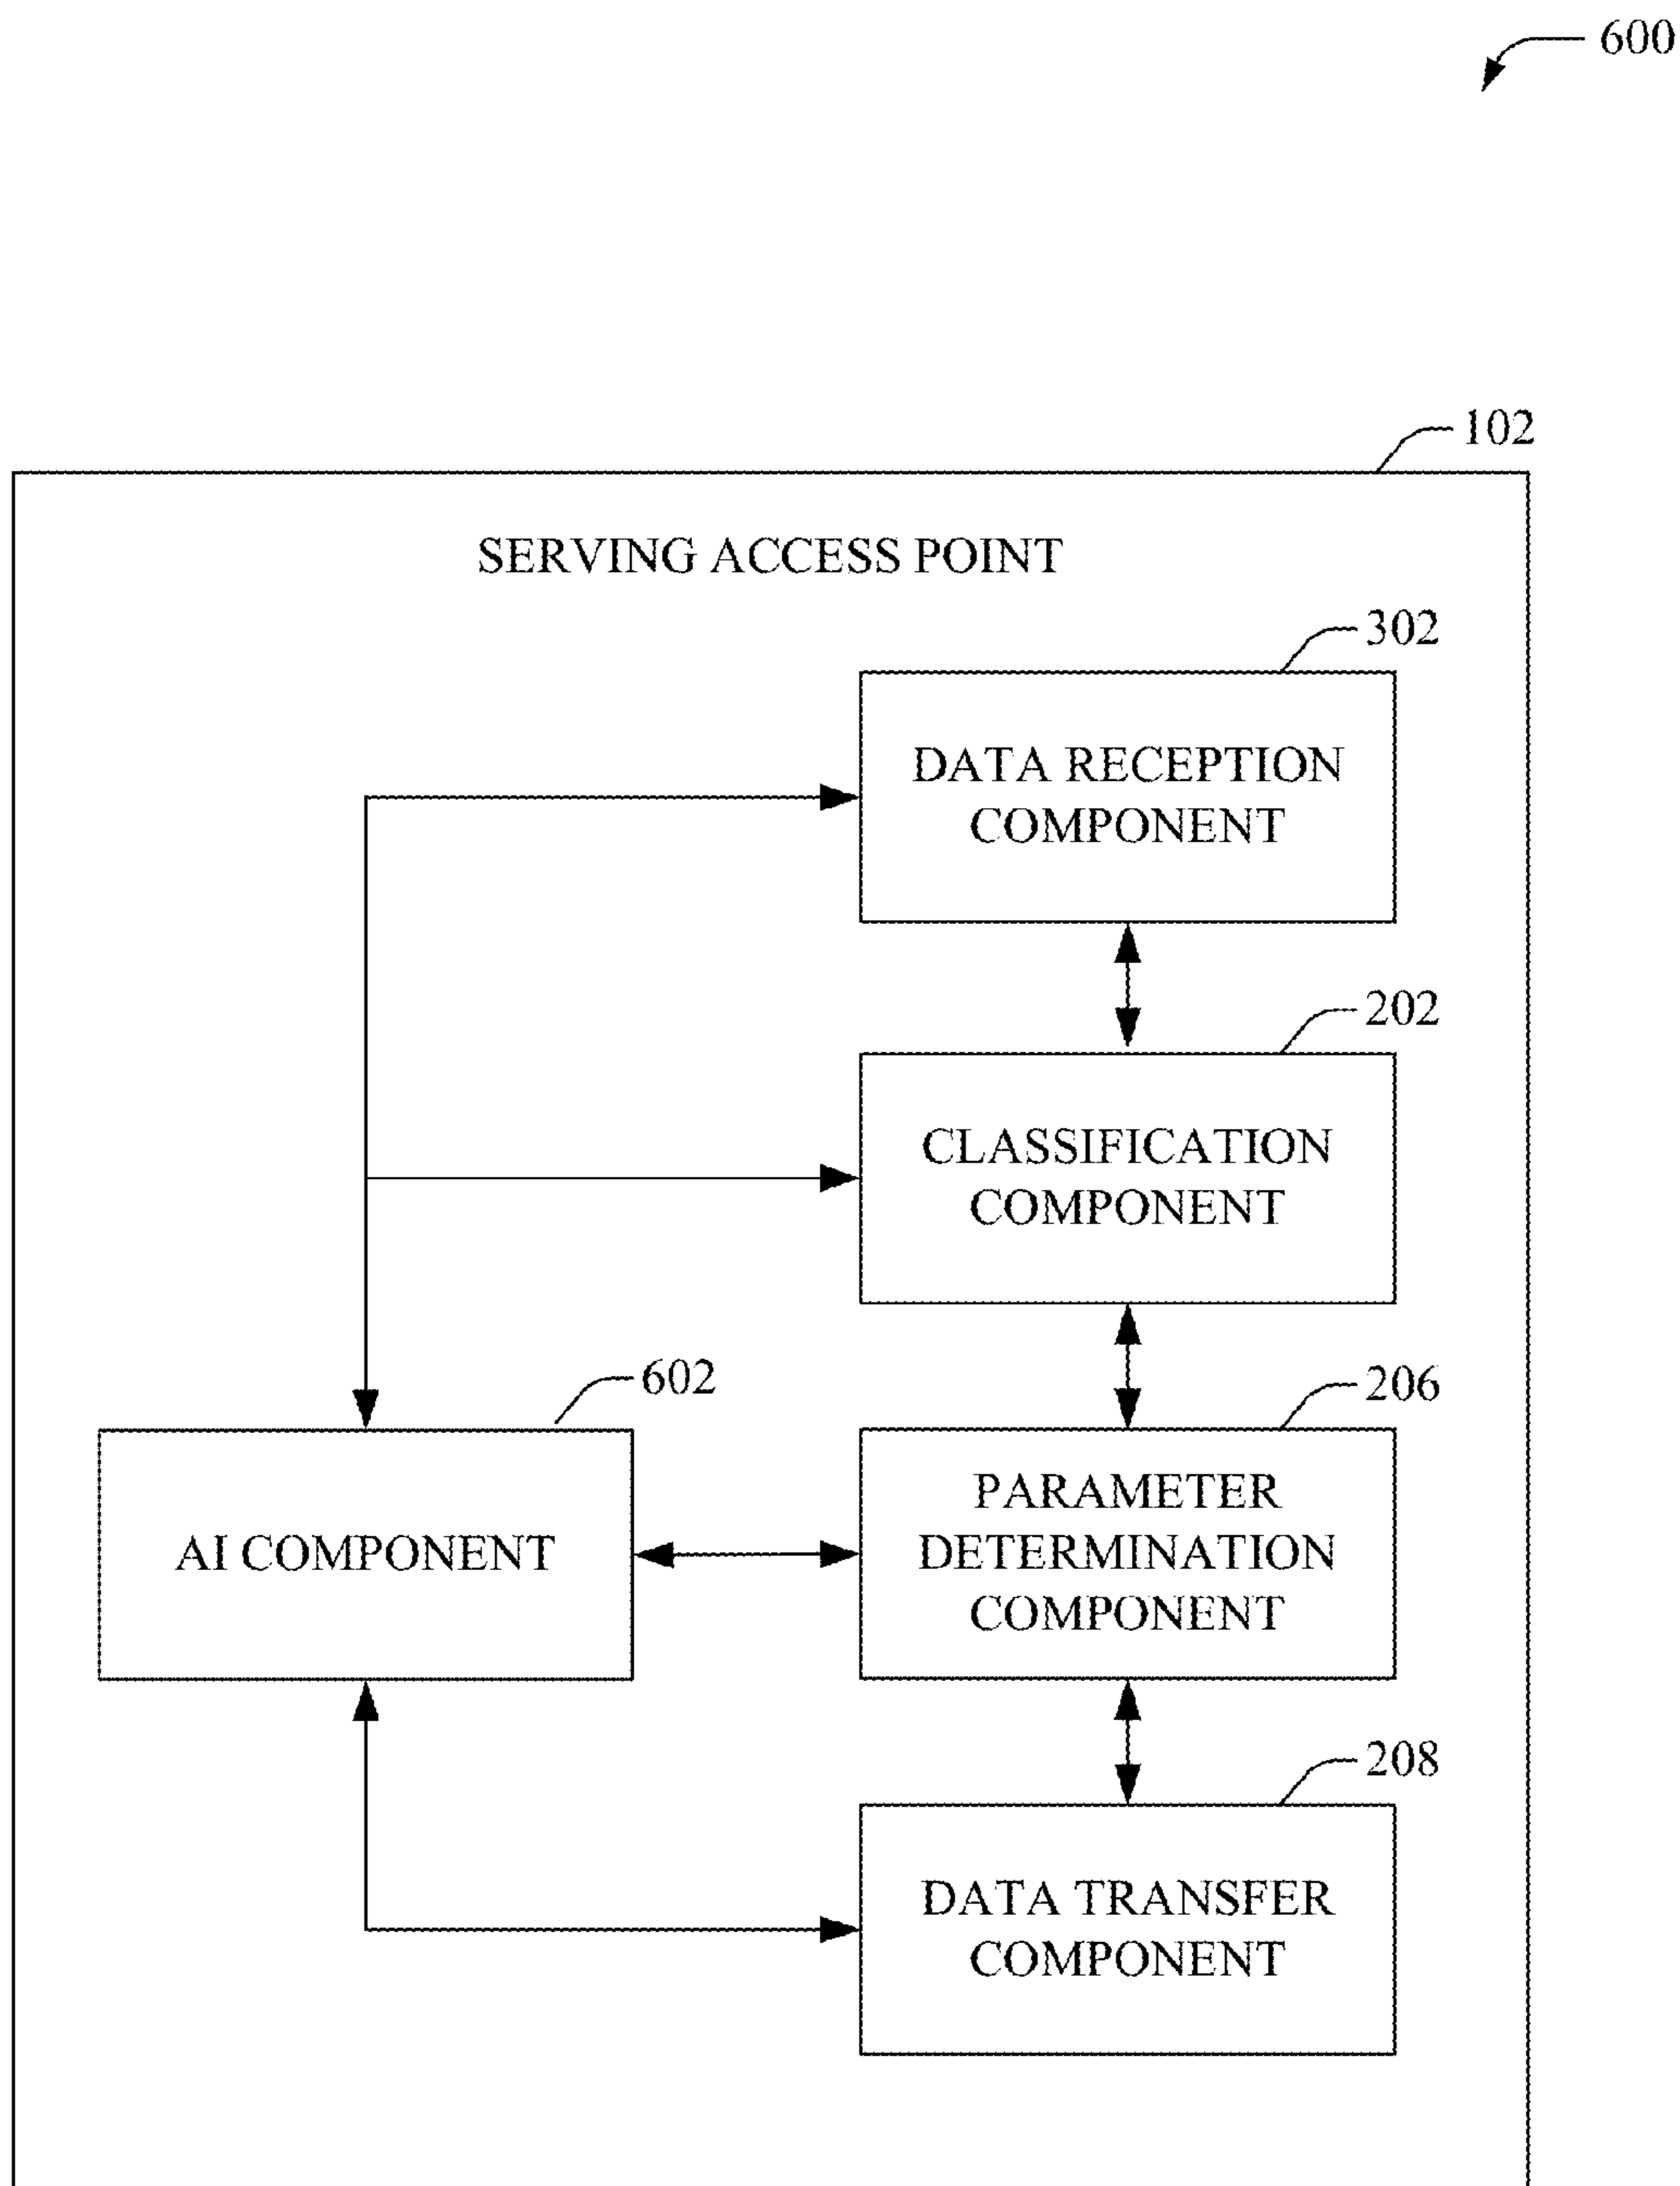 600
102
SERVING ACCESS POINT
302
DATA RECEPTION
COMPONENT
202
CLASSIFICATION
COMPONENT
602
206
AI COMPONENT
PARAMETER
DETERMINATION
COMPONENT
208
DATA TRANSFER
COMPONENT